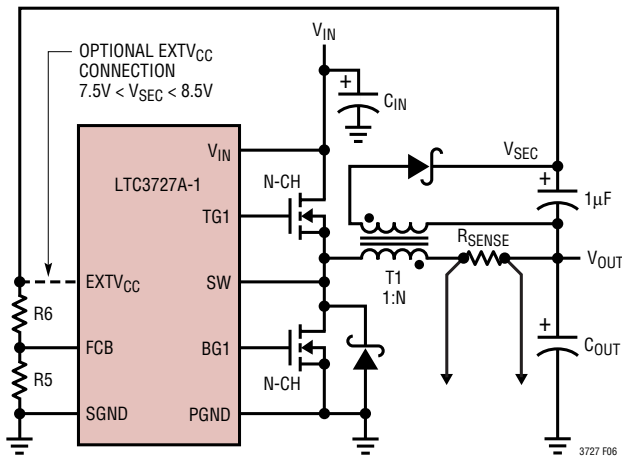 OPTIONAL EXTVCC
CONNECTION
7.5V < VSEC < 8.5V
VIN
+
CIN
VIN
LTC3727A-1
N-CH
TG1
VSEC
+
1µF
RSENSE
VOUT
T1
1:N
EXTVCC
SW
R6
FCB
BG1
N-CH
+
COUT
R5
SGND
PGND
3727 F06